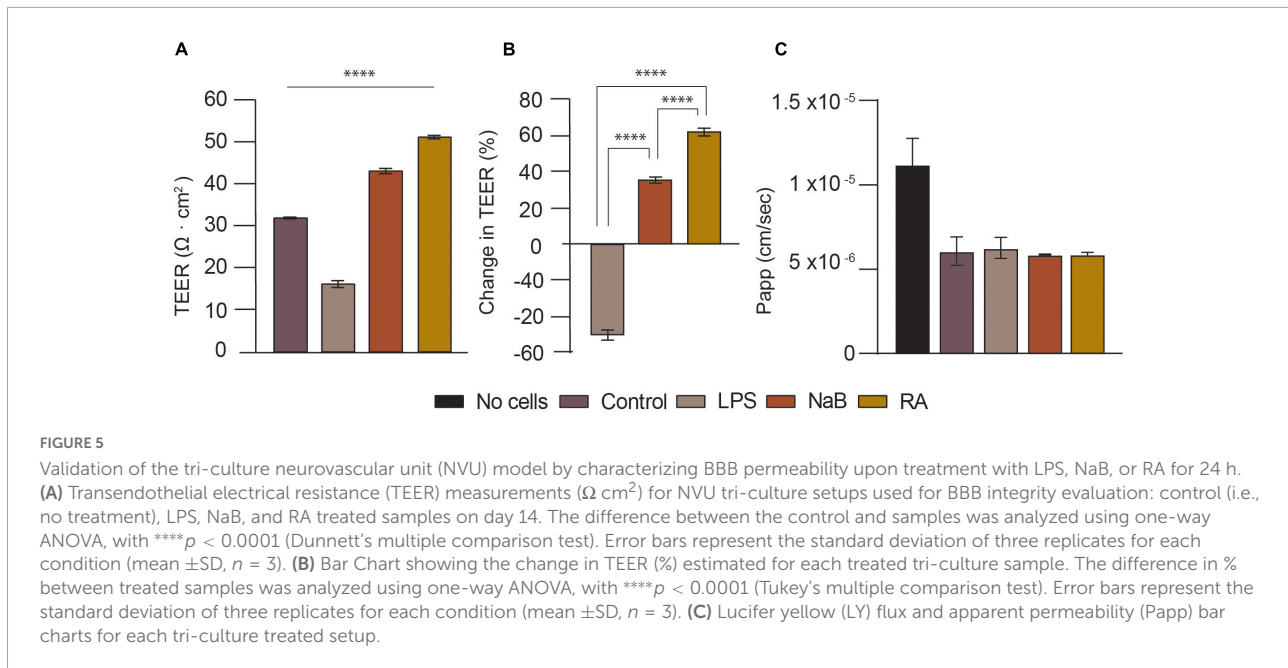 A
****
60
50
40
30
20
10
0
TEER (Ω · cm²)
B
****
****
****
80
60
40
20
0
-40
-20
-60
Change in TEER (%)
C
1.5 x10⁻⁵
1 x10⁻⁵
5 x10⁻⁶
0
Papp (cm/sec)
No cells Control LPS NaB RA
FIGURE 5
Validation of the tri-culture neurovascular unit (NVU) model by characterizing BBB permeability upon treatment with LPS, NaB, or RA for 24 h.
(A) Transendothelial electrical resistance (TEER) measurements (Ω cm²) for NVU tri-culture setups used for BBB integrity evaluation: control (i.e.,
no treatment), LPS, NaB, and RA treated samples on day 14. The difference between the control and samples was analyzed using one-way
ANOVA, with ****p < 0.0001 (Dunnett's multiple comparison test). Error bars represent the standard deviation of three replicates for each
condition (mean ±SD, n = 3). (B) Bar Chart showing the change in TEER (%) estimated for each treated tri-culture sample. The difference in %
between treated samples was analyzed using one-way ANOVA, with ****p < 0.0001 (Tukey's multiple comparison test). Error bars represent the
standard deviation of three replicates for each condition (mean ±SD, n = 3). (C) Lucifer yellow (LY) flux and apparent permeability (Papp) bar
charts for each tri-culture treated setup.